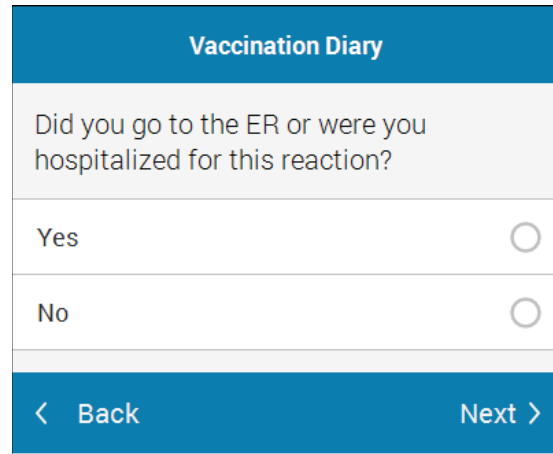 Vaccination Diary
Did you go to the ER or were you
hospitalized for this reaction?
Yes
No
Back
Next